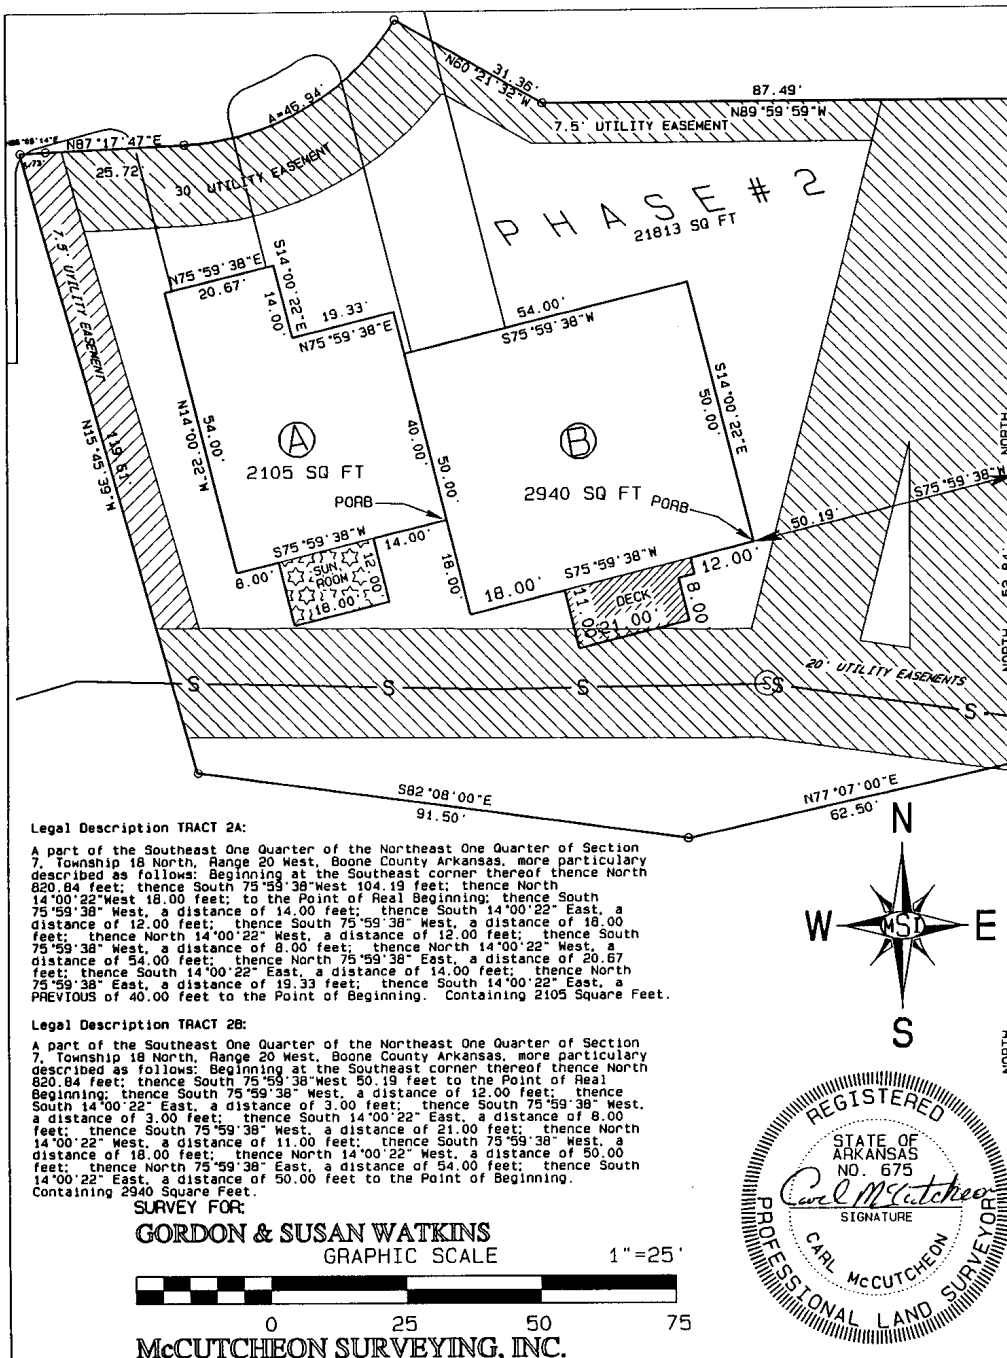 31.36'
N60°21'32"W
87.49'
N89°59'59"W
7.5' UTILITY EASEMENT
A=46.94'
N87°17'47"E
25.72'
30' UTILITY EASEMENT
PHASE # 2
21813 SQ FT
7.5' UTILITY EASEMENT
N75°59'38"E
20.67'
S14°00'22"E
14.00'
19.33'
N75°59'38"E
54.00'
S75°59'38"W
N15°45'39"W
119.61'
N14°00'22"W
54.00'
A
2105 SQ FT
40.00'
50.00'
B
2940 SQ FT
S14°00'22"E
50.00'
PORB
PORB
S75°59'38"W
50.19'
NORTH
S75°59'38"W
8.00'
14.00'
SUN
ROOM
12.00'
18.00'
18.00'
18.00'
S75°59'38"W
12.00'
11.00'
DECK
21.00'
8.00'
NORTH
20' UTILITY EASEMENTS
S S S S S S
S82°08'00"E
91.50'
N77°07'00"E
62.50'
Legal Description TRACT 2A:
A part of the Southeast One Quarter of the Northeast One Quarter of Section
7, Township 18 North, Range 20 West, Boone County Arkansas, more particulary
described as follows: Beginning at the Southeast corner thereof thence North
820.84 feet; thence South 75°59'38"West 104.19 feet; thence North
14°00'22"West 18.00 feet; to the Point of Real Beginning; thence South
75°59'38" West, a distance of 14.00 feet; thence South 14°00'22" East, a
distance of 12.00 feet; thence South 75°59'38" West, a distance of 18.00
feet; thence North 14°00'22" West, a distance of 12.00 feet; thence South
75°59'38" West, a distance of 8.00 feet; thence North 14°00'22" West, a
distance of 54.00 feet; thence North 75°59'38" East, a distance of 20.67
feet; thence South 14°00'22" East, a distance of 14.00 feet; thence North
75°59'38" East, a distance of 19.33 feet; thence South 14°00'22" East, a
PREVIOUS of 40.00 feet to the Point of Beginning. Containing 2105 Square Feet.
Legal Description TRACT 2B:
A part of the Southeast One Quarter of the Northeast One Quarter of Section
7, Township 18 North, Range 20 West, Boone County Arkansas, more particulary
described as follows: Beginning at the Southeast corner thereof thence North
820.84 feet; thence South 75°59'38"West 50.19 feet to the Point of Real
Beginning; thence South 75°59'38" West, a distance of 12.00 feet; thence
South 14°00'22" East, a distance of 3.00 feet; thence South 75°59'38" West,
a distance of 3.00 feet; thence South 14°00'22" East, a distance of 8.00
feet; thence South 75°59'38" West, a distance of 21.00 feet; thence North
14°00'22" West, a distance of 11.00 feet; thence South 75°59'38" West, a
distance of 18.00 feet; thence North 14°00'22" West, a distance of 50.00
feet; thence North 75°59'38" East, a distance of 54.00 feet; thence South
14°00'22" East, a distance of 50.00 feet to the Point of Beginning.
Containing 2940 Square Feet.
N
W MSI E
S
NORTH
SURVEY FOR:
GORDON & SUSAN WATKINS
GRAPHIC SCALE 1"=25'
0 25 50 75
McCUTCHEON SURVEYING, INC.
REGISTERED
STATE OF
ARKANSAS
NO. 675
Carl McCutcheon
SIGNATURE
CARL McCUTCHEON
PROFESSIONAL LAND SURVEYOR